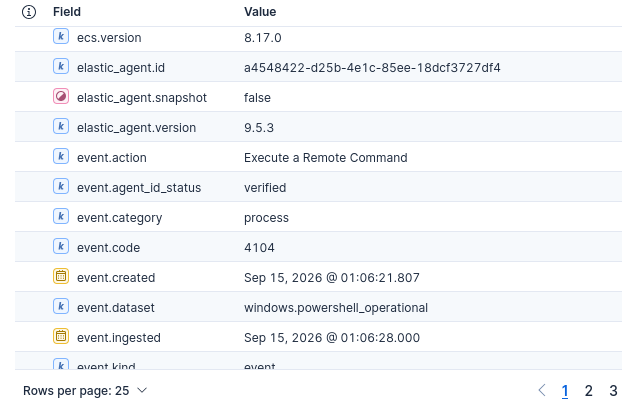 Field Value
k ecs.version 8.17.0
k elastic_agent.id a4548422-d25b-4e1c-85ee-18dcf3727df4
elastic_agent.snapshot false
k elastic_agent.version 9.5.3
k event.action Execute a Remote Command
k event.agent_id_status verified
k event.category process
k event.code 4104
event.created Sep 15, 2026 @ 01:06:21.807
k event.dataset windows.powershell_operational
event.ingested Sep 15, 2026 @ 01:06:28.000
k event.kind event
Rows per page: 25 1 2 3